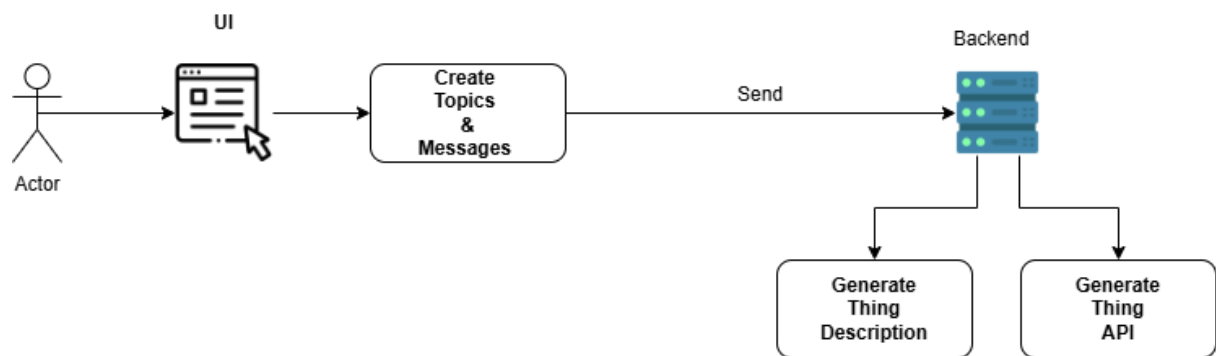 UI
Backend
Create
Topics
&
Messages
Send
Actor
Generate
Thing
Description
Generate
Thing
API